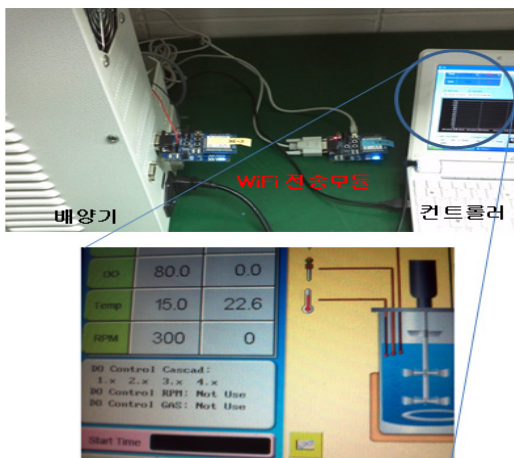 WiFi 전송모듈
배양기
컨트롤러
DO 80.0 0.0
Temp 15.0 22.6
RPM 300 0
DO Control Cascad:
1.x 2.x 3.x 4.x
DO Control RPM: Not Use
DO Control GAS: Not Use
Start Time